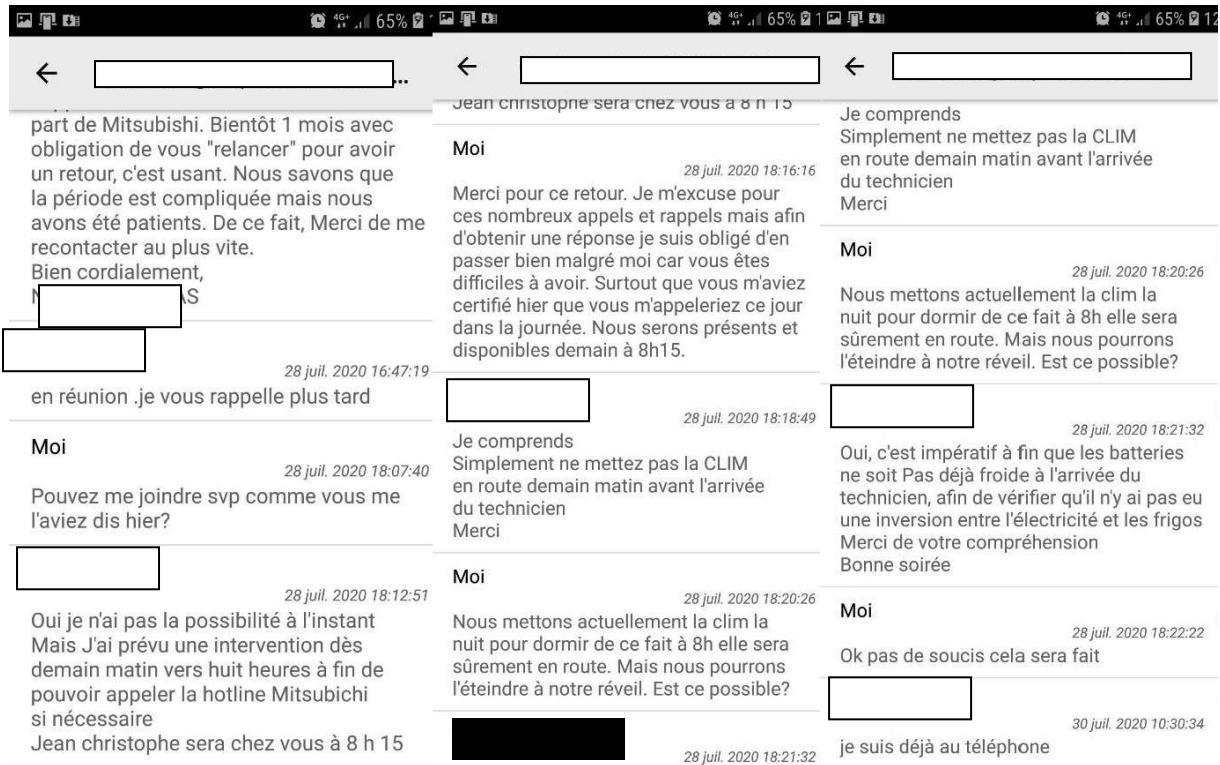 4G+ 65%
...
part de Mitsubishi. Bientôt 1 mois avec
obligation de vous "relancer" pour avoir
un retour, c'est usant. Nous savons que
la période est compliquée mais nous
avons été patients. De ce fait, Merci de me
recontacter au plus vite.
Bien cordialement,
AS
28 juil. 2020 16:47:19
en réunion .je vous rappelle plus tard
Moi
28 juil. 2020 18:07:40
Pouvez me joindre svp comme vous me
l'aviez dis hier?
28 juil. 2020 18:12:51
Oui je n'ai pas la possibilité à l'instant
Mais J'ai prévu une intervention dès
demain matin vers huit heures à fin de
pouvoir appeler la hotline Mitsubichi
si nécessaire
Jean christophe sera chez vous à 8 h 15
4G+ 65% 1
Jean christophe sera chez vous à 8 h 15
Moi
28 juil. 2020 18:16:16
Merci pour ce retour. Je m'excuse pour
ces nombreux appels et rappels mais afin
d'obtenir une réponse je suis obligé d'en
passer bien malgré moi car vous êtes
difficiles à avoir. Surtout que vous m'aviez
certifié hier que vous m'appeleriez ce jour
dans la journée. Nous serons présents et
disponibles demain à 8h15.
28 juil. 2020 18:18:49
Je comprends
Simplement ne mettez pas la CLIM
en route demain matin avant l'arrivée
du technicien
Merci
Moi
28 juil. 2020 18:20:26
Nous mettons actuellement la clim la
nuit pour dormir de ce fait à 8h elle sera
sûrement en route. Mais nous pourrons
l'éteindre à notre réveil. Est ce possible?
28 juil. 2020 18:21:32
4G+ 65% 12
Je comprends
Simplement ne mettez pas la CLIM
en route demain matin avant l'arrivée
du technicien
Merci
Moi
28 juil. 2020 18:20:26
Nous mettons actuellement la clim la
nuit pour dormir de ce fait à 8h elle sera
sûrement en route. Mais nous pourrons
l'éteindre à notre réveil. Est ce possible?
28 juil. 2020 18:21:32
Oui, c'est impératif à fin que les batteries
ne soit Pas déjà froide à l'arrivée du
technicien, afin de vérifier qu'il n'y ai pas eu
une inversion entre l'électricité et les frigos
Merci de votre compréhension
Bonne soirée
Moi
28 juil. 2020 18:22:22
Ok pas de soucis cela sera fait
30 juil. 2020 10:30:34
je suis déjà au téléphone